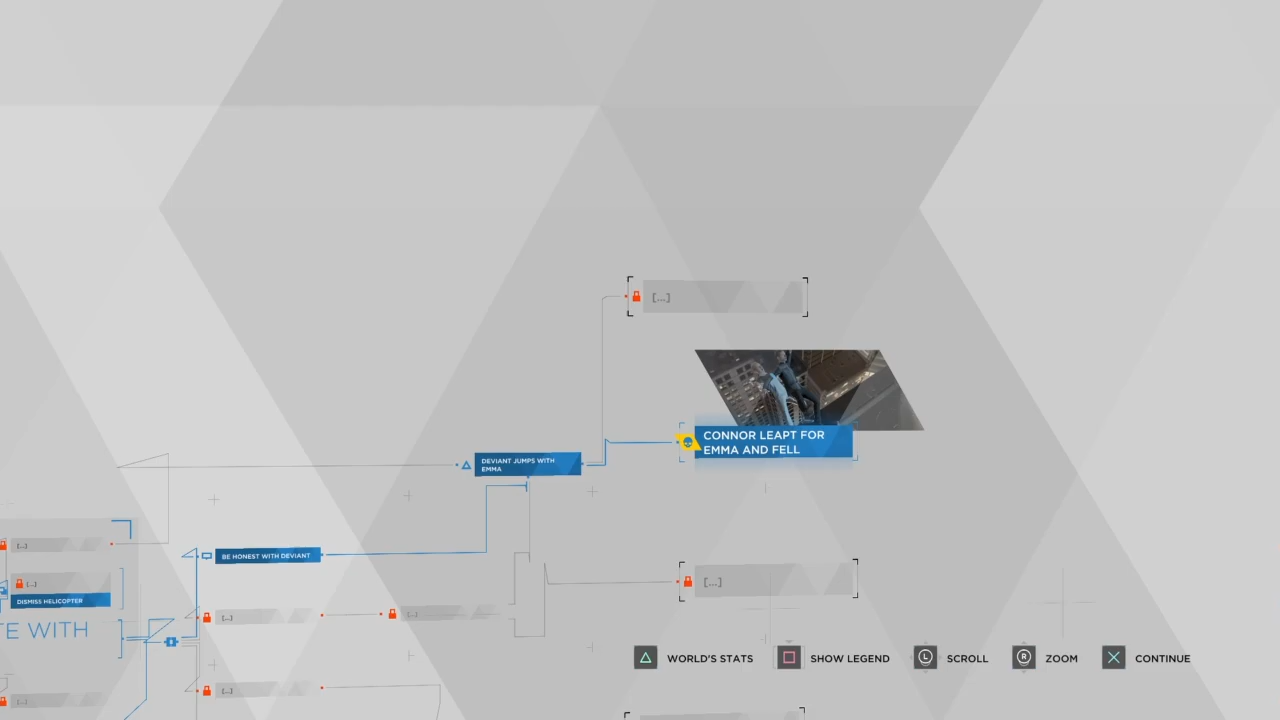 [...]
CONNOR LEAPT FOR
EMMA AND FELL
DEVIANT JUMPS WITH
EMMA
[...]
[...]
BE HONEST WITH DEVIANT
[...]
[...]
DISMISS HELICOPTER
[...]
[...]
TE WITH
[...]
[...]
WORLD'S STATS
SHOW LEGEND
L
SCROLL
R
ZOOM
CONTINUE